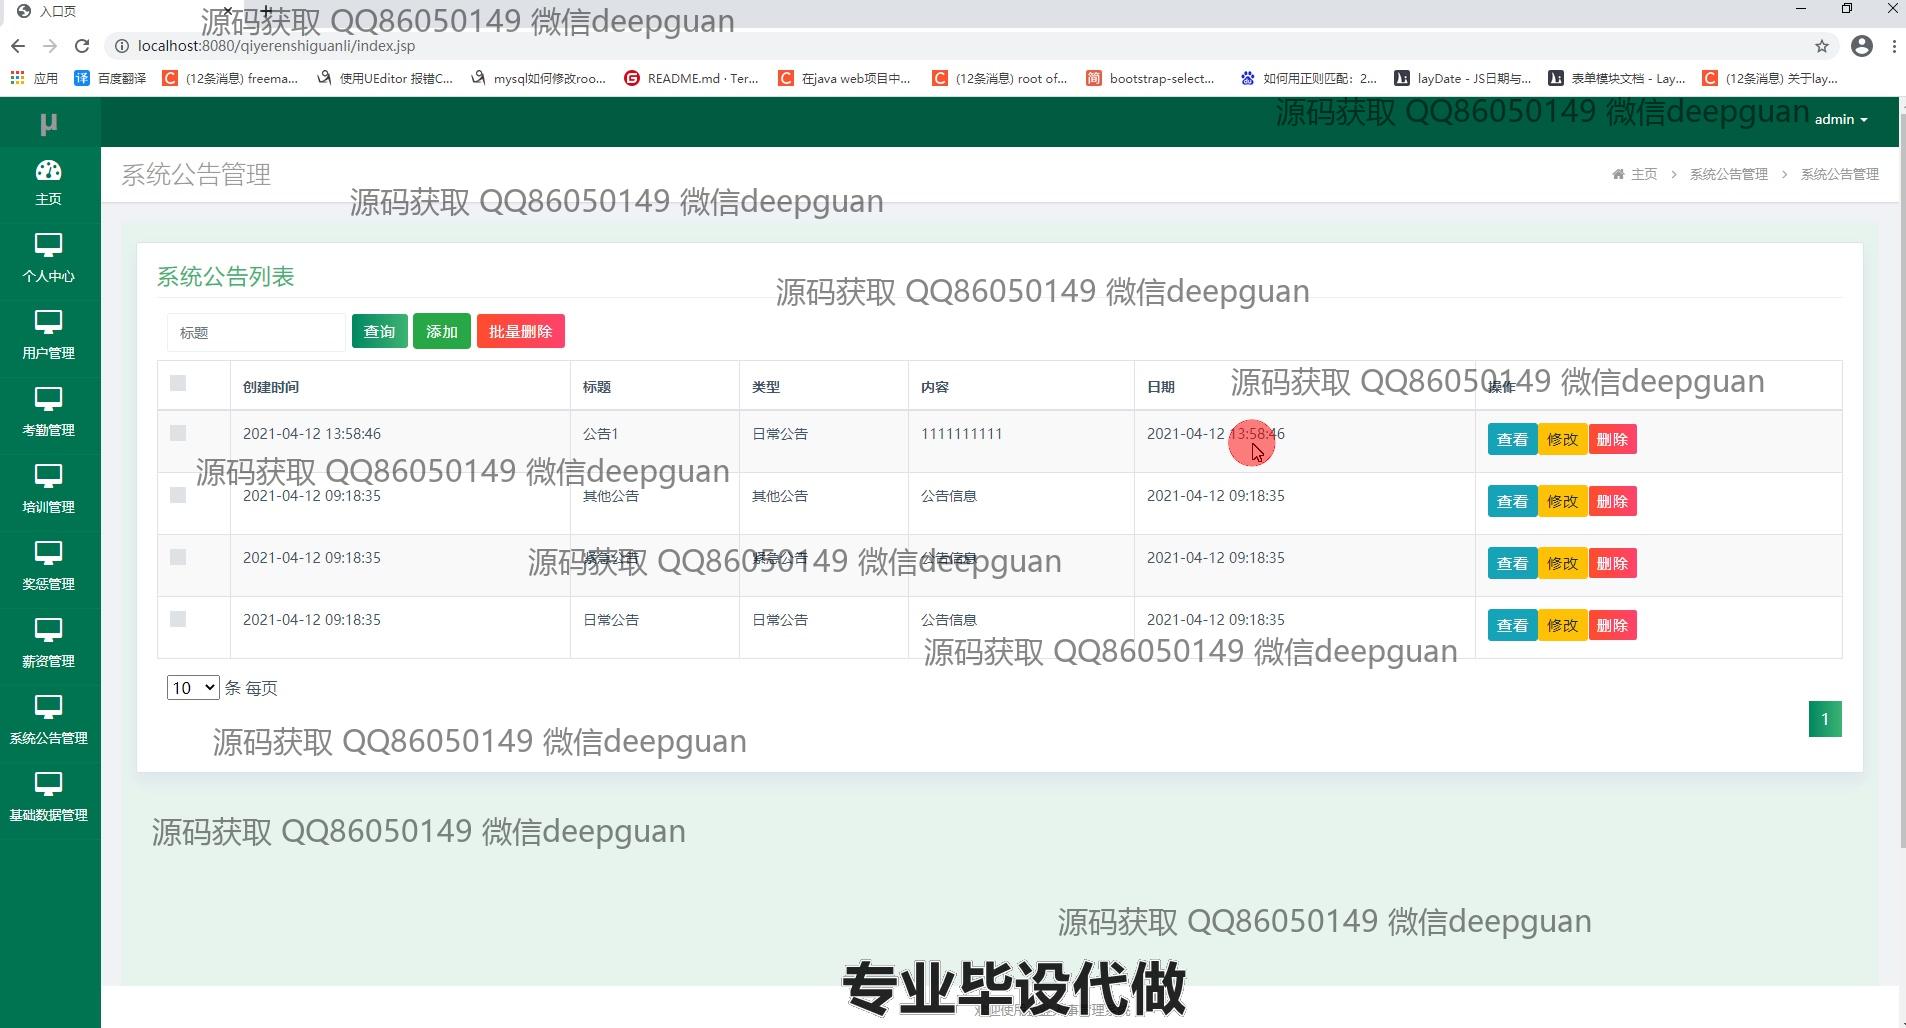 入口页
源码获取 QQ86050149 微信deepguan
localhost:8080/qiyerenshiguanli/index.jsp
应用 百度翻译 (12条消息) freema... 使用UEditor 报错C... mysql如何修改roo... README.md · Ter... 在java web项目中... (12条消息) root of... bootstrap-select... 如何用正则匹配：2... layDate - JS日期与... 表单模块文档 - Lay... (12条消息) 关于lay...
μ
源码获取 QQ86050149 微信deepguan
admin
主页
个人中心
用户管理
考勤管理
培训管理
奖惩管理
薪资管理
系统公告管理
基础数据管理
系统公告管理
主页 > 系统公告管理 > 系统公告管理
源码获取 QQ86050149 微信deepguan
系统公告列表
源码获取 QQ86050149 微信deepguan
标题 查询 添加 批量删除
创建时间 标题 类型 内容 日期 操作
源码获取 QQ86050149 微信deepguan
2021-04-12 13:58:46 公告1 日常公告 1111111111 2021-04-12 13:58:46 查看 修改 删除
源码获取 QQ86050149 微信deepguan
2021-04-12 09:18:35 其他公告 其他公告 公告信息 2021-04-12 09:18:35 查看 修改 删除
2021-04-12 09:18:35 紧急公告 紧急公告 公告信息 2021-04-12 09:18:35 查看 修改 删除
源码获取 QQ86050149 微信deepguan
2021-04-12 09:18:35 日常公告 日常公告 公告信息 2021-04-12 09:18:35 查看 修改 删除
源码获取 QQ86050149 微信deepguan
10 条 每页
1
源码获取 QQ86050149 微信deepguan
源码获取 QQ86050149 微信deepguan
源码获取 QQ86050149 微信deepguan
专业毕设代做